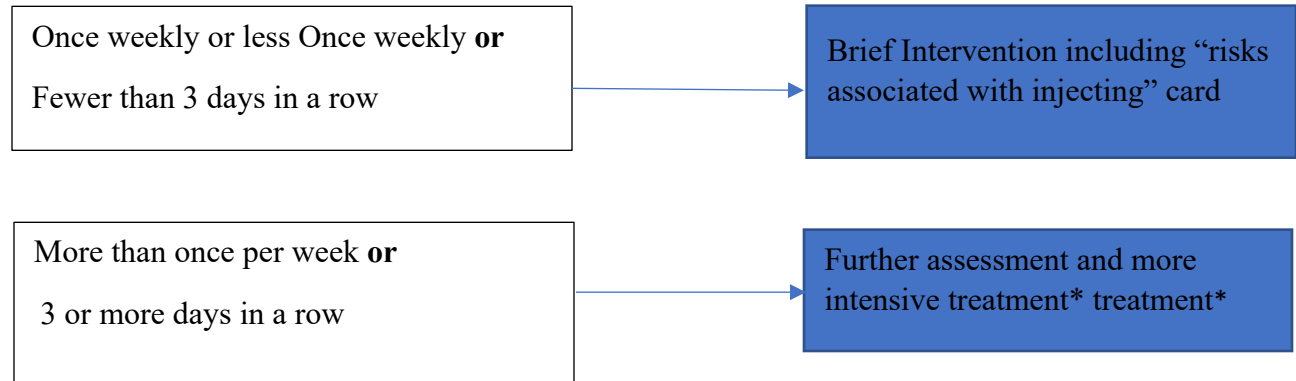 Once weekly or less Once weekly or
Fewer than 3 days in a row
Brief Intervention including “risks
associated with injecting” card
More than once per week or
3 or more days in a row
Further assessment and more
intensive treatment* treatment*